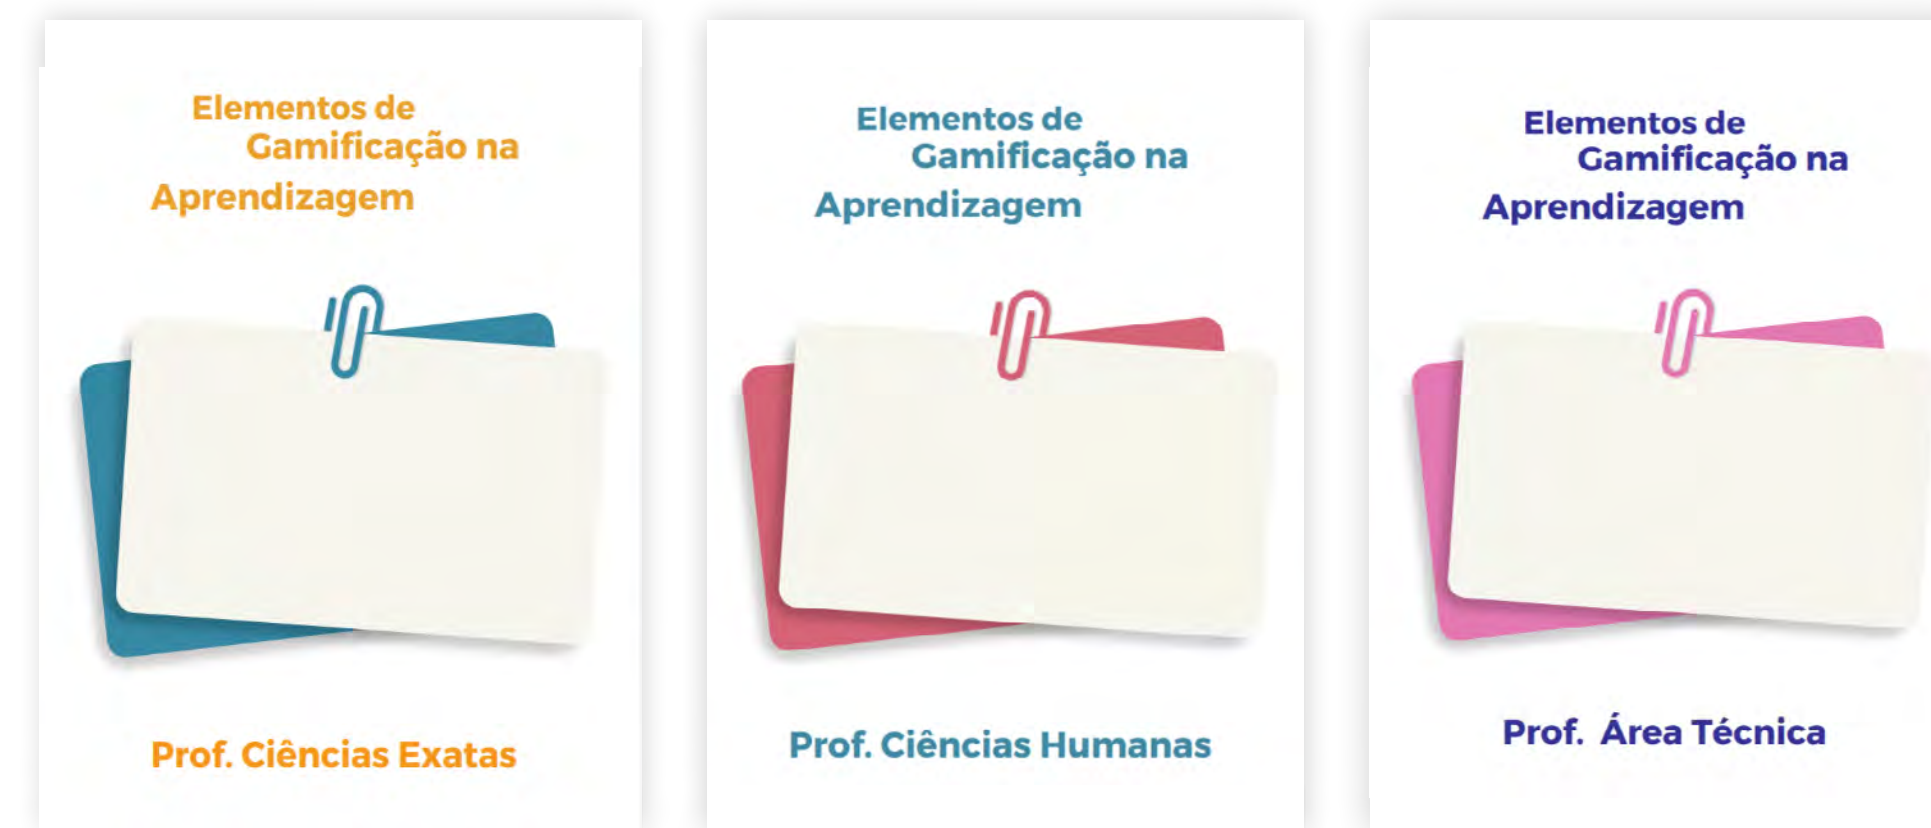 Elementos de
Gamificação na
Aprendizagem
Prof. Ciências Exatas
Elementos de
Gamificação na
Aprendizagem
Prof. Ciências Humanas
Elementos de
Gamificação na
Aprendizagem
Prof. Área Técnica